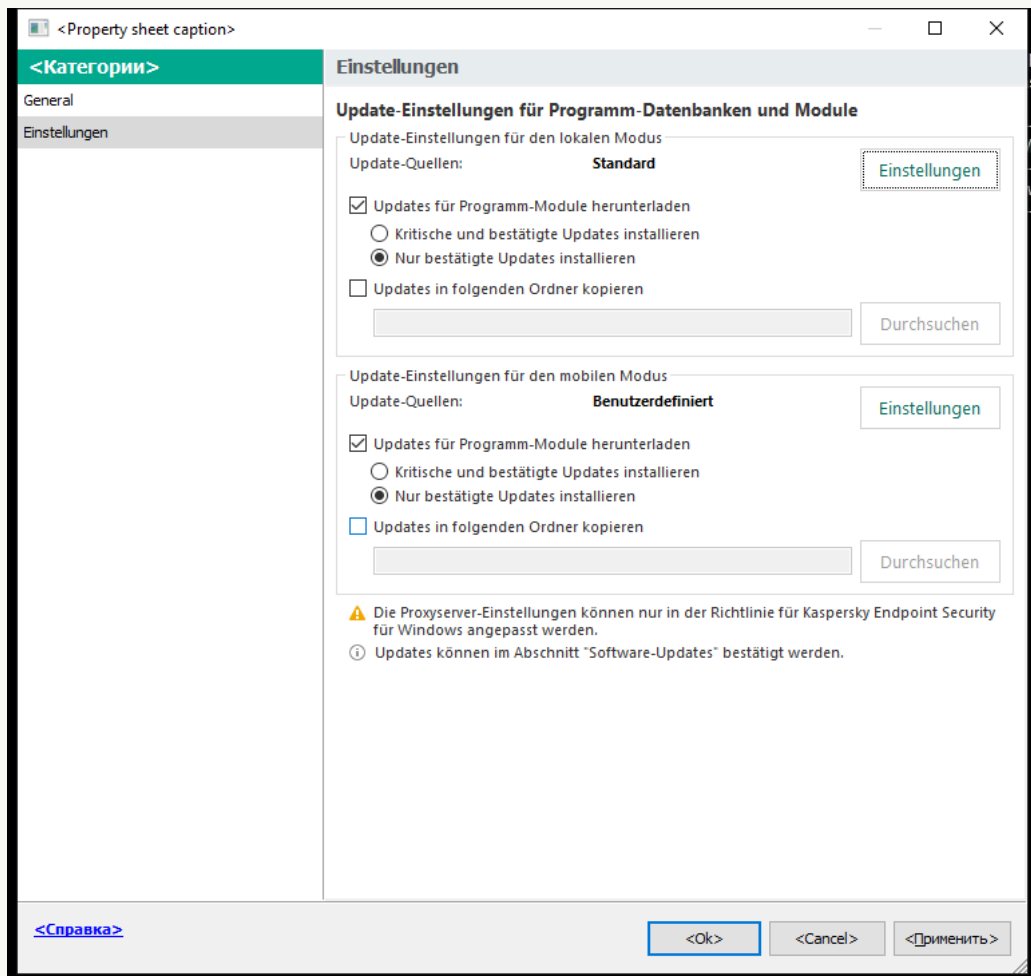 <Property sheet caption>
<Категории>
General
Einstellungen
Einstellungen
Update-Einstellungen für Programm-Datenbanken und Module
Update-Einstellungen für den lokalen Modus
Update-Quellen: Standard
Einstellungen
Updates für Programm-Module herunterladen
Kritische und bestätigte Updates installieren
Nur bestätigte Updates installieren
Updates in folgenden Ordner kopieren
Durchsuchen
Update-Einstellungen für den mobilen Modus
Update-Quellen: Benutzerdefiniert
Einstellungen
Updates für Programm-Module herunterladen
Kritische und bestätigte Updates installieren
Nur bestätigte Updates installieren
Updates in folgenden Ordner kopieren
Durchsuchen
Die Proxyserver-Einstellungen können nur in der Richtlinie für Kaspersky Endpoint Security
für Windows angepasst werden.
Updates können im Abschnitt "Software-Updates" bestätigt werden.
<Справка>
<Ok>
<Cancel>
<Применить>